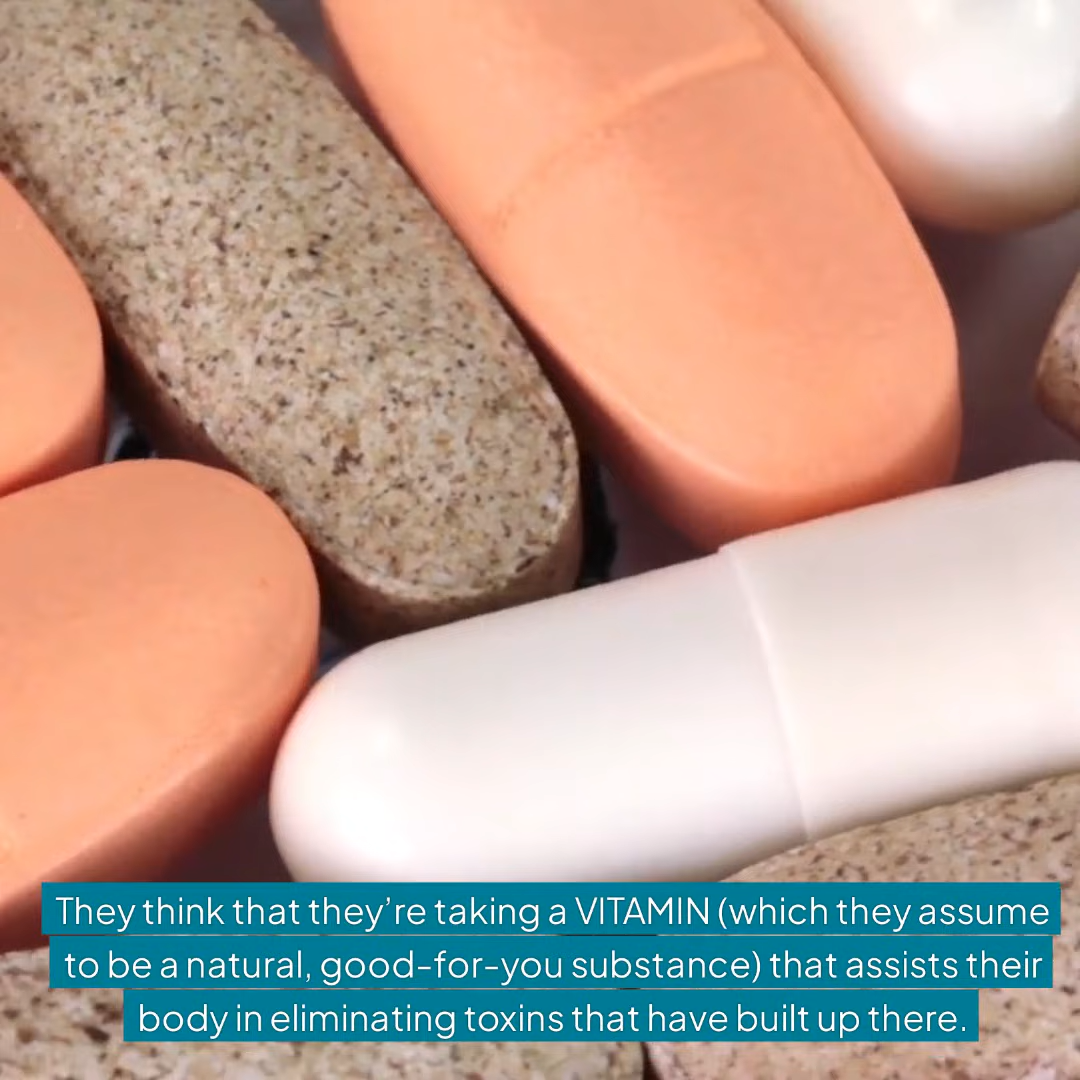 They think that they’re taking a VITAMIN (which they assume
to be a natural, good-for-you substance) that assists their
body in eliminating toxins that have built up there.